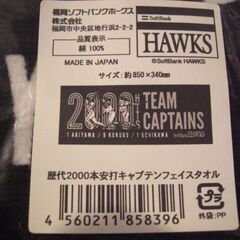 福岡ソフトバンクホークス
株式会社
福岡市中央区地行浜2-2-2
品質表示
綿 100%
MADE IN JAPAN
サイズ:約850×340mm
SoftBank
HAWKS
©SoftBank HAWKS
2000 HITS
TEAM
CAPTAINS
1 AKIYAMA / 8 KOKUBO / 1 UCHIKAWA
SoftBank HAWKS
歴代2000本安打キャプテンフェイスタオル
4 560211 858396
プラ
外袋:PP